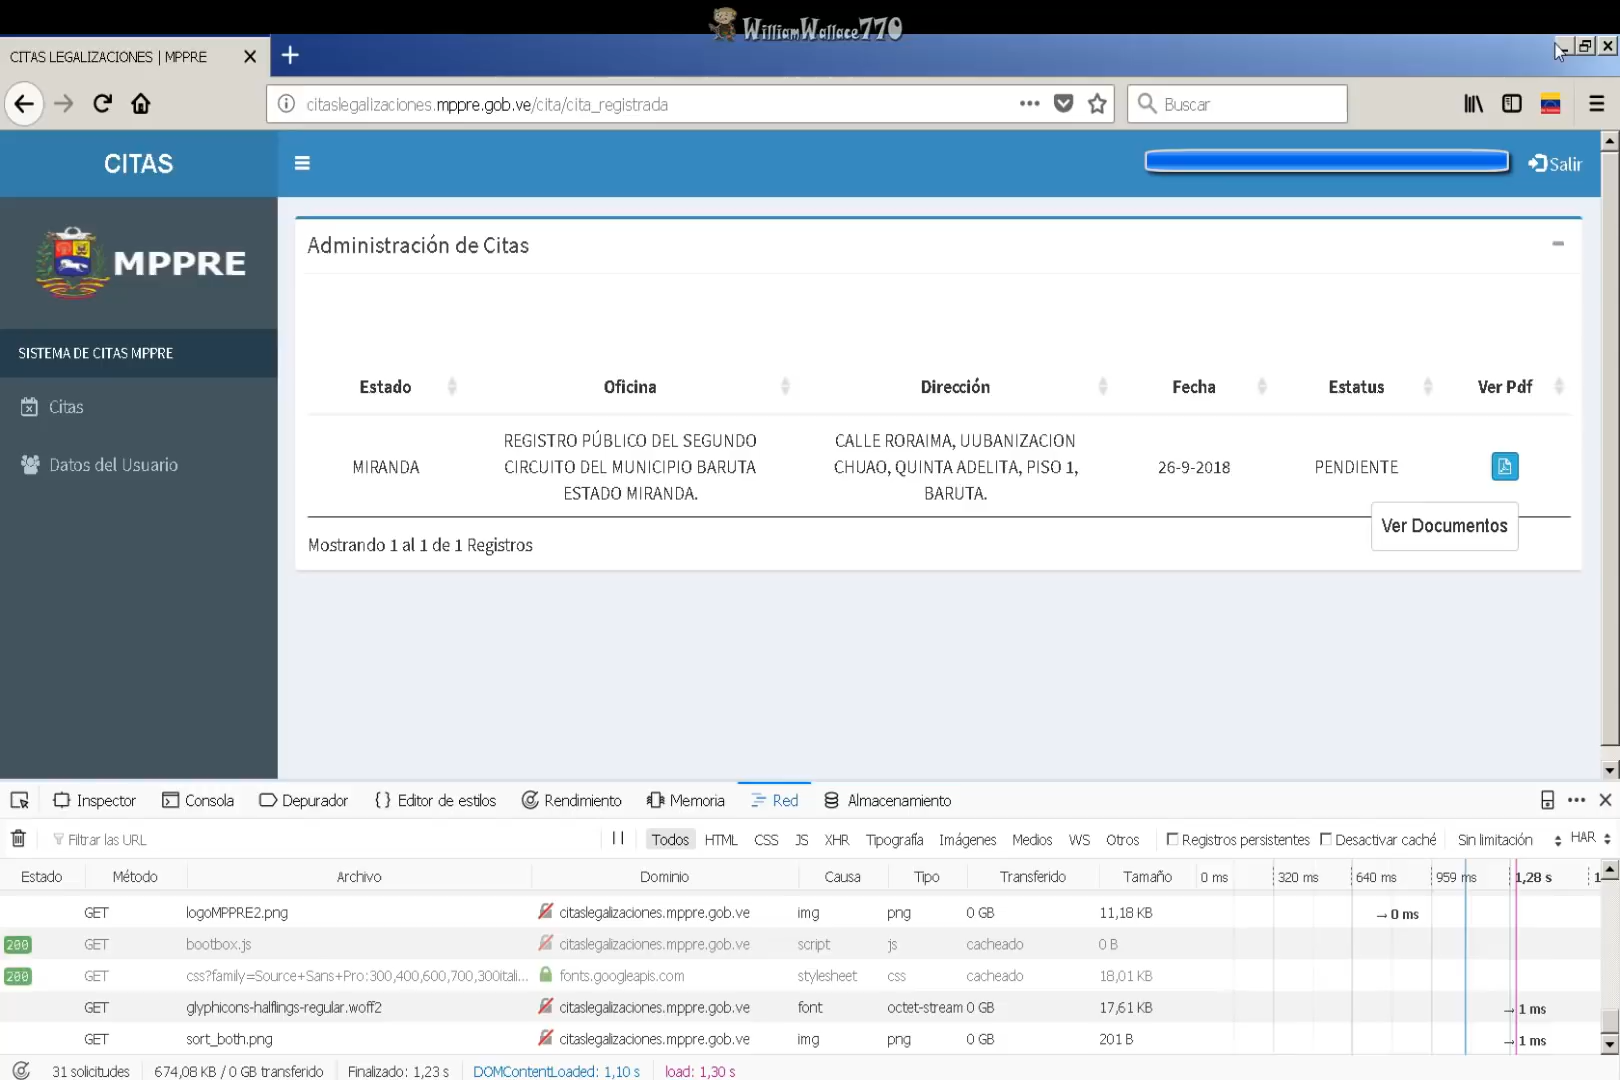 WilliamWallace770
CITAS LEGALIZACIONES | MPPRE
citaslegalizaciones.mppre.gob.ve/cita/cita_registrada
Buscar
CITAS
Salir
MPPRE
SISTEMA DE CITAS MPPRE
Citas
Datos del Usuario
Administración de Citas
Estado Oficina Dirección Fecha Estatus Ver Pdf
REGISTRO PÚBLICO DEL SEGUNDO
CIRCUITO DEL MUNICIPIO BARUTA
ESTADO MIRANDA.
CALLE RORAIMA, UUBANIZACION
CHUAO, QUINTA ADELITA, PISO 1,
BARUTA.
MIRANDA
26-9-2018
PENDIENTE
Ver Documentos
Mostrando 1 al 1 de 1 Registros
Inspector Consola Depurador {} Editor de estilos Rendimiento Memoria Red Almacenamiento
Filtrar las URL Todos HTML CSS JS XHR Tipografía Imágenes Medios WS Otros Registros persistentes Desactivar caché Sin limitación HAR
Estado Método Archivo Dominio Causa Tipo Transferido Tamaño 0 ms 320 ms 640 ms 959 ms 1,28 s 1
GET logoMPPRE2.png citaslegalizaciones.mppre.gob.ve img png 0 GB 11,18 KB → 0 ms
200 GET bootbox.js citaslegalizaciones.mppre.gob.ve script js cacheado 0 B
200 GET css?family=Source+Sans+Pro:300,400,600,700,300itali... fonts.googleapis.com stylesheet css cacheado 18,01 KB
GET glyphicons-halflings-regular.woff2 citaslegalizaciones.mppre.gob.ve font octet-stream 0 GB 17,61 KB → 1 ms
GET sort_both.png citaslegalizaciones.mppre.gob.ve img png 0 GB 201 B → 1 ms
31 solicitudes 674,08 KB / 0 GB transferido Finalizado: 1,23 s DOMContentLoaded: 1,10 s load: 1,30 s